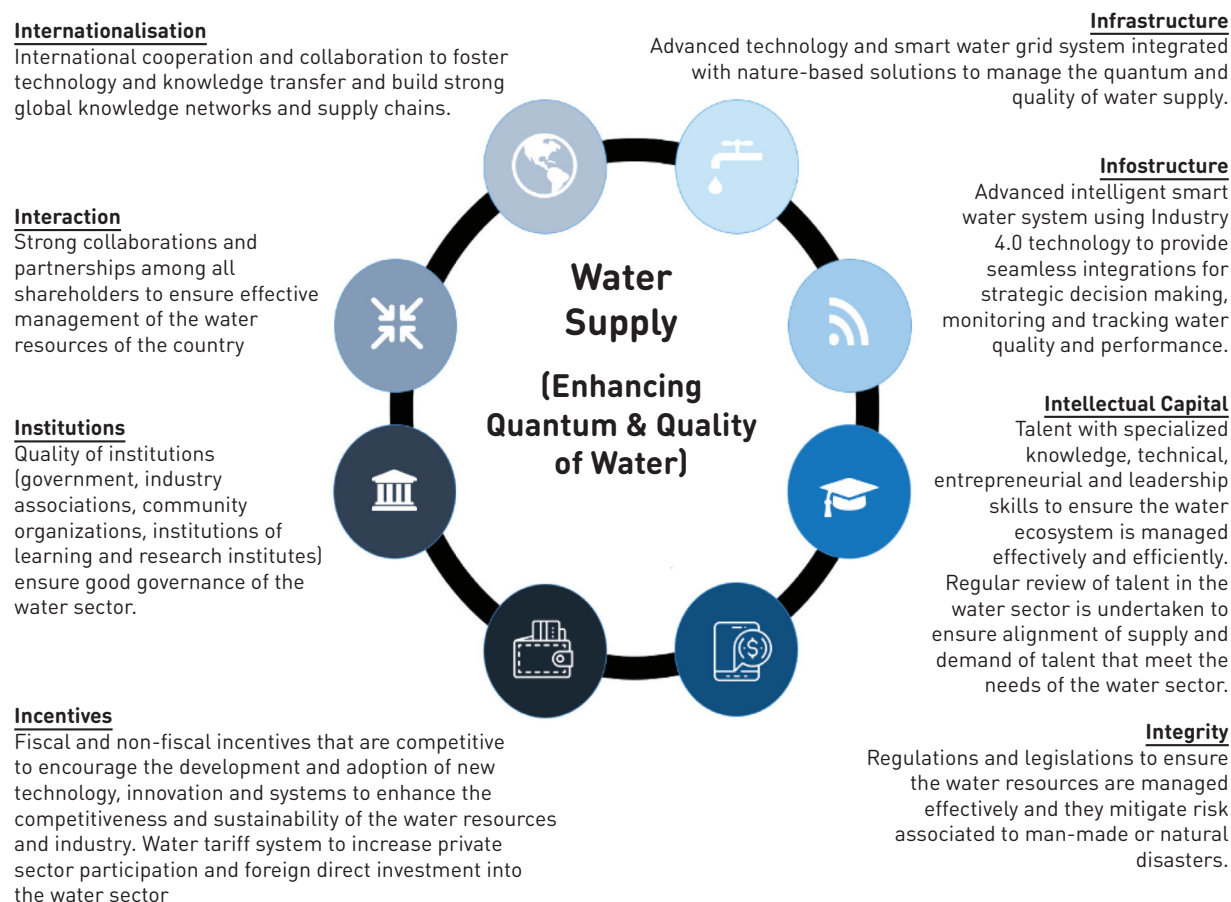 Internationalisation
International cooperation and collaboration to foster
technology and knowledge transfer and build strong
global knowledge networks and supply chains.
Infrastructure
Advanced technology and smart water grid system integrated
with nature-based solutions to manage the quantum and
quality of water supply.
Interaction
Strong collaborations and
partnerships among all
shareholders to ensure effective
management of the water
resources of the country
Infostructure
Advanced intelligent smart
water system using Industry
4.0 technology to provide
seamless integrations for
strategic decision making,
monitoring and tracking water
quality and performance.
Water
Supply
(Enhancing
Quantum & Quality
of Water)
Institutions
Quality of institutions
(government, industry
associations, community
organizations, institutions of
learning and research institutes)
ensure good governance of the
water sector.
Intellectual Capital
Talent with specialized
knowledge, technical,
entrepreneurial and leadership
skills to ensure the water
ecosystem is managed
effectively and efficiently.
Regular review of talent in the
water sector is undertaken to
ensure alignment of supply and
demand of talent that meet the
needs of the water sector.
Incentives
Fiscal and non-fiscal incentives that are competitive
to encourage the development and adoption of new
technology, innovation and systems to enhance the
competitiveness and sustainability of the water resources
and industry. Water tariff system to increase private
sector participation and foreign direct investment into
the water sector
Integrity
Regulations and legislations to ensure
the water resources are managed
effectively and they mitigate risk
associated to man-made or natural
disasters.
$